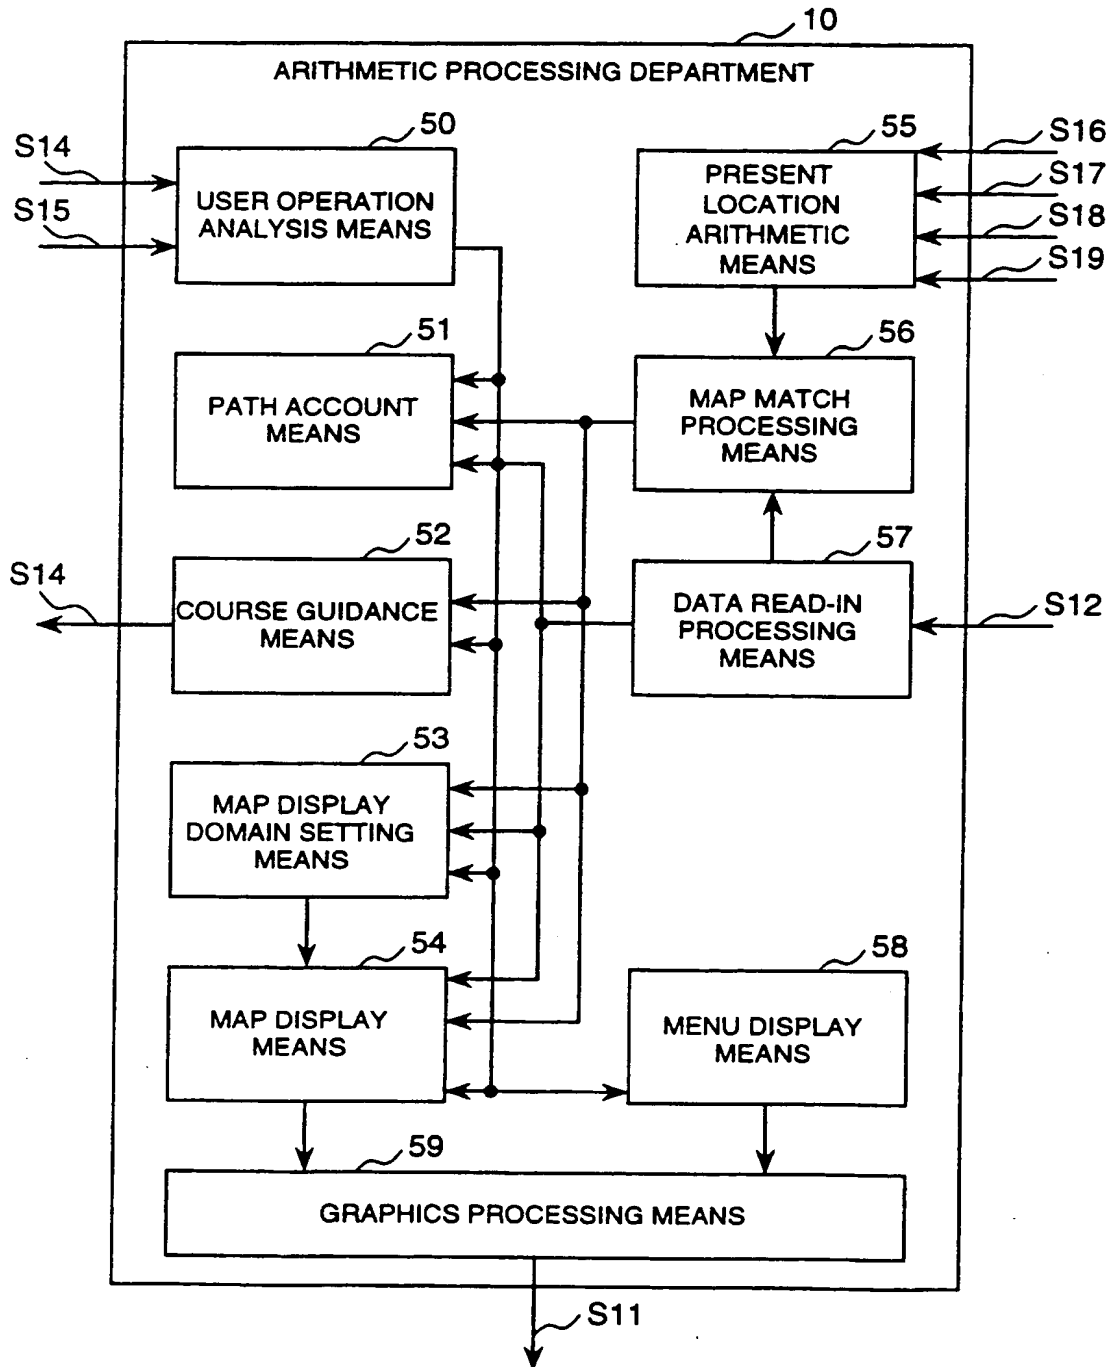 10
ARITHMETIC PROCESSING DEPARTMENT
S14
S15
50
USER OPERATION
ANALYSIS MEANS
55
PRESENT
LOCATION
ARITHMETIC
MEANS
S16
S17
S18
S19
51
PATH ACCOUNT
MEANS
56
MAP MATCH
PROCESSING
MEANS
52
COURSE GUIDANCE
MEANS
S14
57
DATA READ-IN
PROCESSING
MEANS
S12
53
MAP DISPLAY
DOMAIN SETTING
MEANS
54
MAP DISPLAY
MEANS
58
MENU DISPLAY
MEANS
59
GRAPHICS PROCESSING MEANS
S11